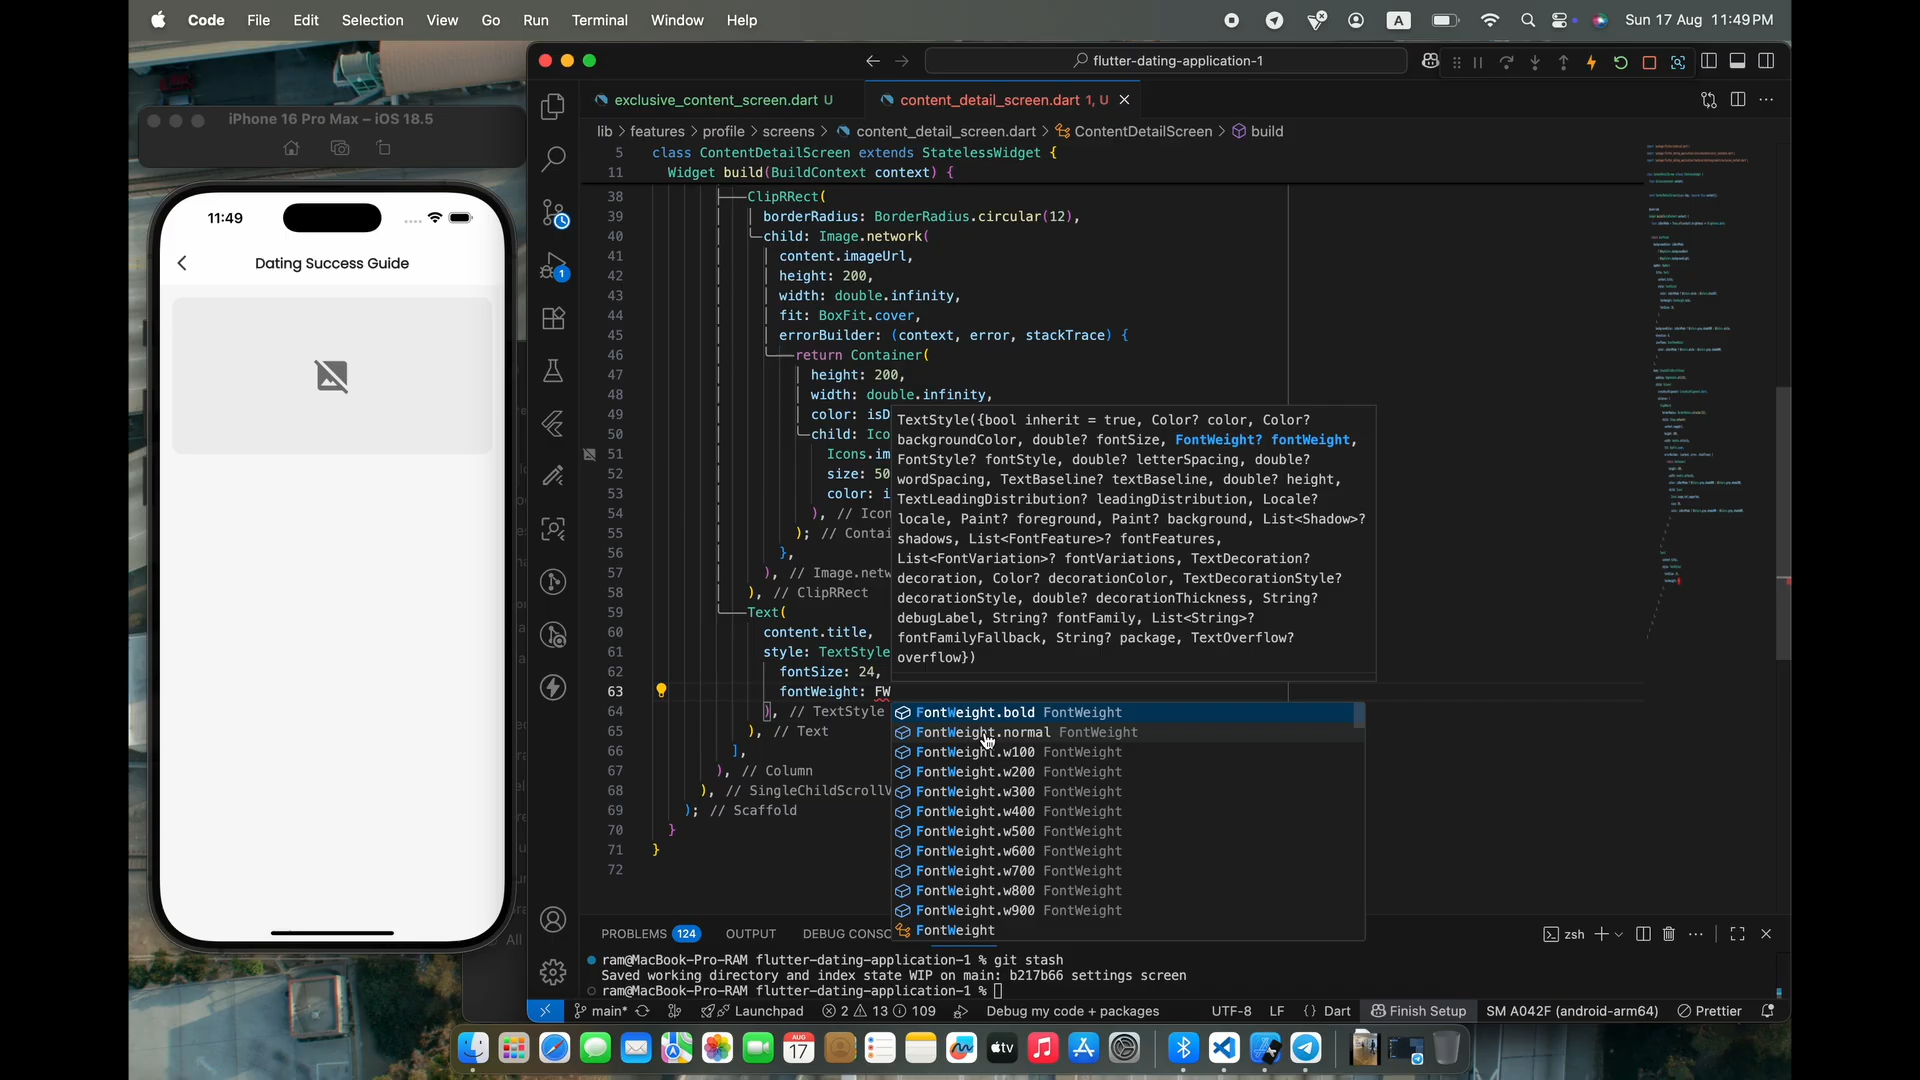 Code File Edit Selection View Go Run Terminal Window Help
A Sun 17 Aug 11:49PM
flutter-dating-application-1
iPhone 16 Pro Max – iOS 18.5
11:49
Dating Success Guide
exclusive_content_screen.dart U
content_detail_screen.dart 1, U
lib > features > profile > screens > content_detail_screen.dart > ContentDetailScreen > build
5 class ContentDetailScreen extends StatelessWidget {
11 Widget build(BuildContext context) {
38 ClipRRect(
39 borderRadius: BorderRadius.circular(12),
40 child: Image.network(
41 content.imageUrl,
42 height: 200,
43 width: double.infinity,
44 fit: BoxFit.cover,
45 errorBuilder: (context, error, stackTrace) {
46 return Container(
47 height: 200,
48 width: double.infinity,
49 color: isD
50 child: Ico
51 Icons.im
52 size: 50
53 color: i
54 ), // Icon
55 ); // Contai
56 },
57 ), // Image.netw
58 ), // ClipRRect
59 Text(
60 content.title,
61 style: TextStyle
62 fontSize: 24,
63 fontWeight: FW
64 ), // TextStyle
65 ), // Text
66 ],
67 ), // Column
68 ), // SingleChildScrollV
69 ); // Scaffold
70 }
71 }
72
TextStyle({bool inherit = true, Color? color, Color?
backgroundColor, double? fontSize, FontWeight? fontWeight,
FontStyle? fontStyle, double? letterSpacing, double?
wordSpacing, TextBaseline? textBaseline, double? height,
TextLeadingDistribution? leadingDistribution, Locale?
locale, Paint? foreground, Paint? background, List<Shadow>?
shadows, List<FontFeature>? fontFeatures,
List<FontVariation>? fontVariations, TextDecoration?
decoration, Color? decorationColor, TextDecorationStyle?
decorationStyle, double? decorationThickness, String?
debugLabel, String? fontFamily, List<String>?
fontFamilyFallback, String? package, TextOverflow?
overflow})
FontWeight.bold FontWeight
FontWeight.normal FontWeight
FontWeight.w100 FontWeight
FontWeight.w200 FontWeight
FontWeight.w300 FontWeight
FontWeight.w400 FontWeight
FontWeight.w500 FontWeight
FontWeight.w600 FontWeight
FontWeight.w700 FontWeight
FontWeight.w800 FontWeight
FontWeight.w900 FontWeight
FontWeight
1
All
PROBLEMS 124 OUTPUT DEBUG CONSO
zsh
ram@MacBook-Pro-RAM flutter-dating-application-1 % git stash
Saved working directory and index state WIP on main: b217b66 settings screen
ram@MacBook-Pro-RAM flutter-dating-application-1 %
main* Launchpad 2 13 109 Debug my code + packages UTF-8 LF {} Dart Finish Setup SM A042F (android-arm64) Prettier
AUG
17
tv